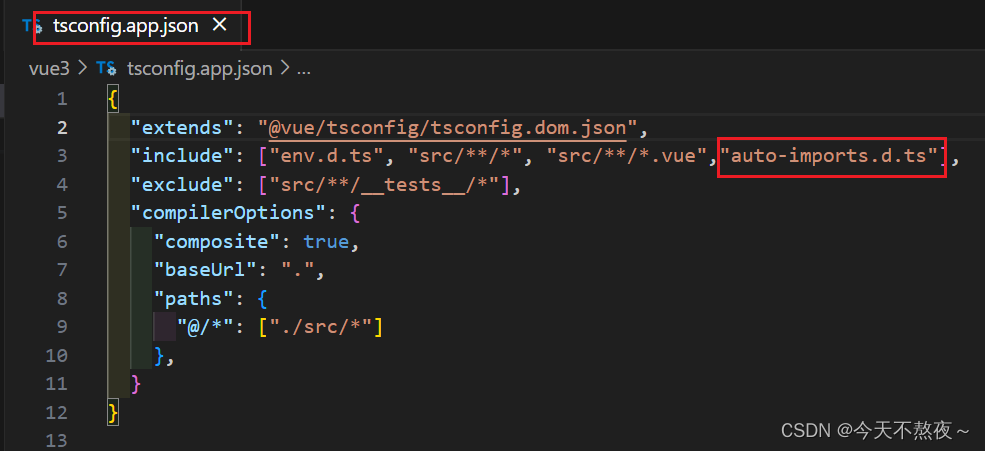 TS tsconfig.app.json ×
vue3 > TS tsconfig.app.json > ...
1 {
2 "extends": "@vue/tsconfig/tsconfig.dom.json",
3 "include": ["env.d.ts", "src/**/*", "src/**/*.vue","auto-imports.d.ts"],
4 "exclude": ["src/**/__tests__/*"],
5 "compilerOptions": {
6 "composite": true,
7 "baseUrl": ".",
8 "paths": {
9 "@/*": ["./src/*"]
10 },
11 }
12 }
13
CSDN @今天不熬夜~